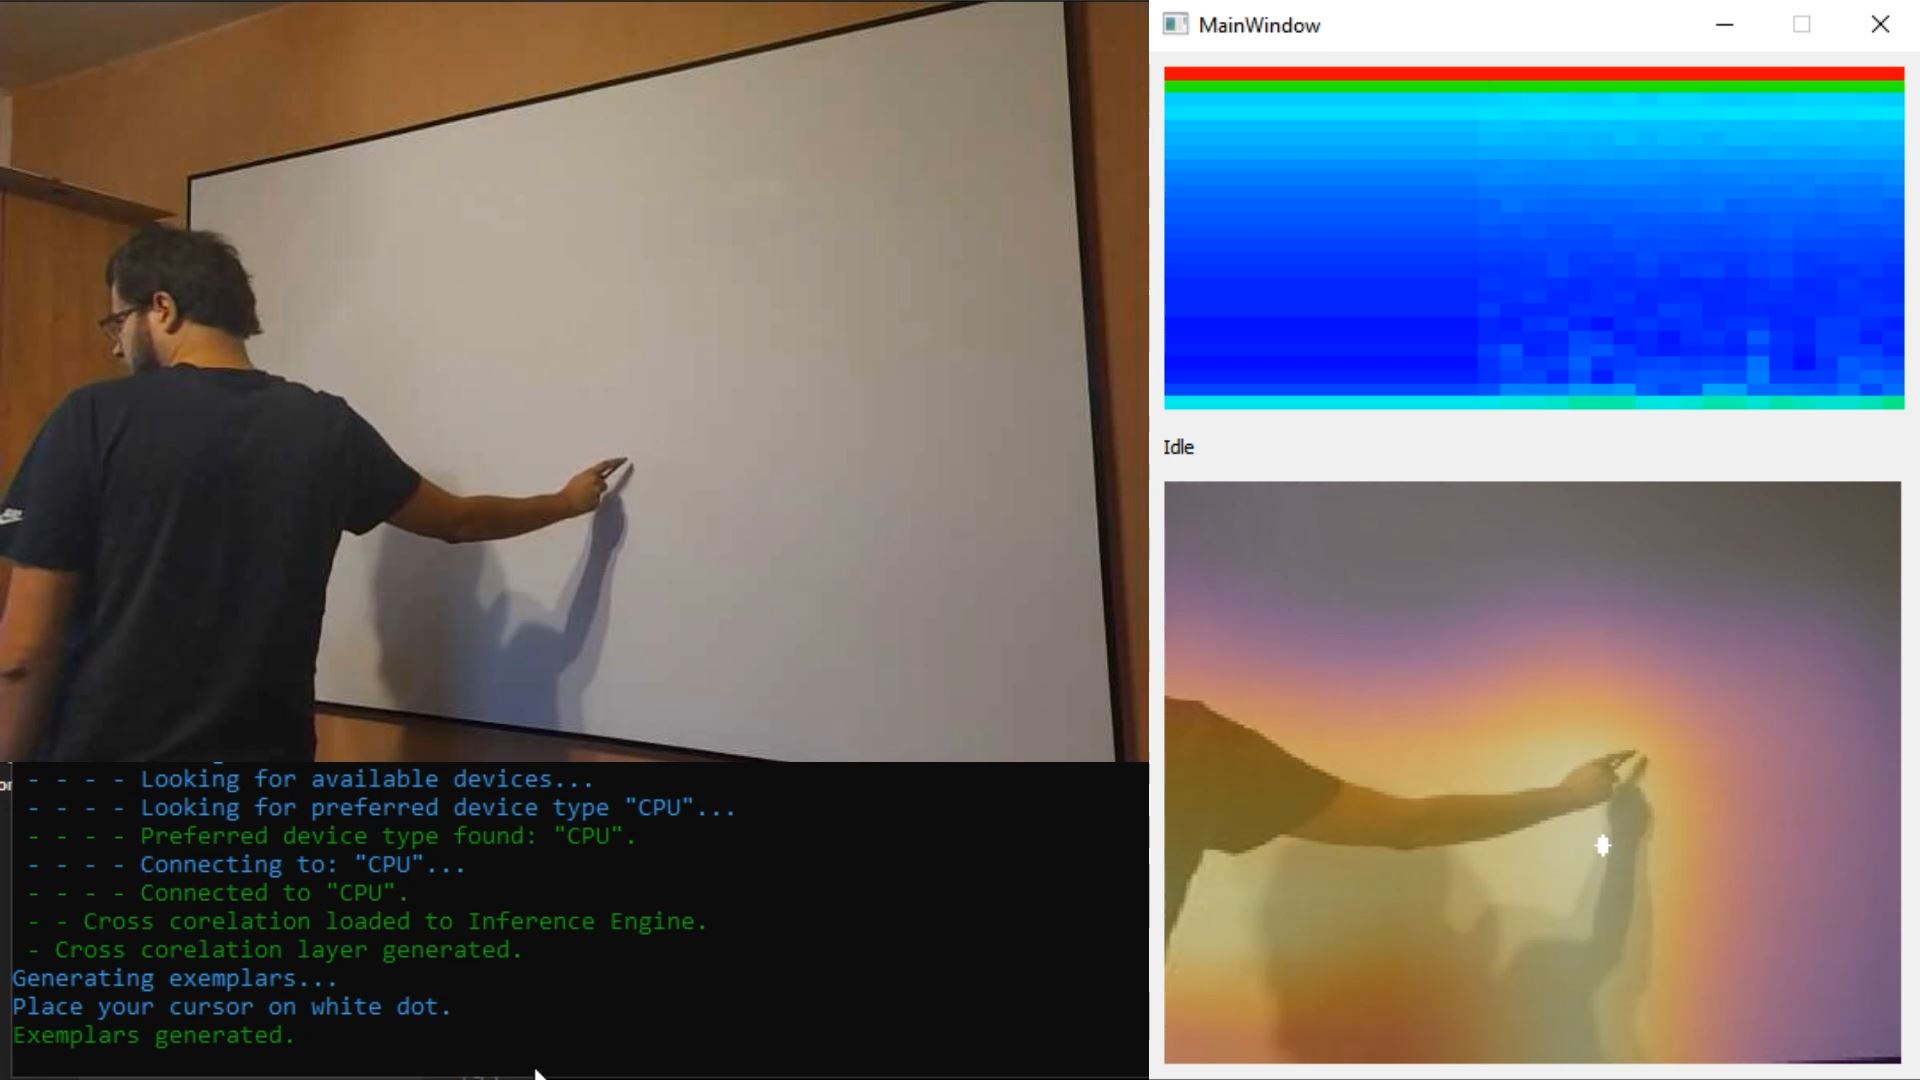 MainWindow
Idle
- - - - Looking for available devices...
- - - - Looking for preferred device type "CPU"...
- - - - Preferred device type found: "CPU".
- - - - Connecting to: "CPU"...
- - - - Connected to "CPU".
- - Cross corelation loaded to Inference Engine.
- Cross corelation layer generated.
Generating exemplars...
Place your cursor on white dot.
Exemplars generated.